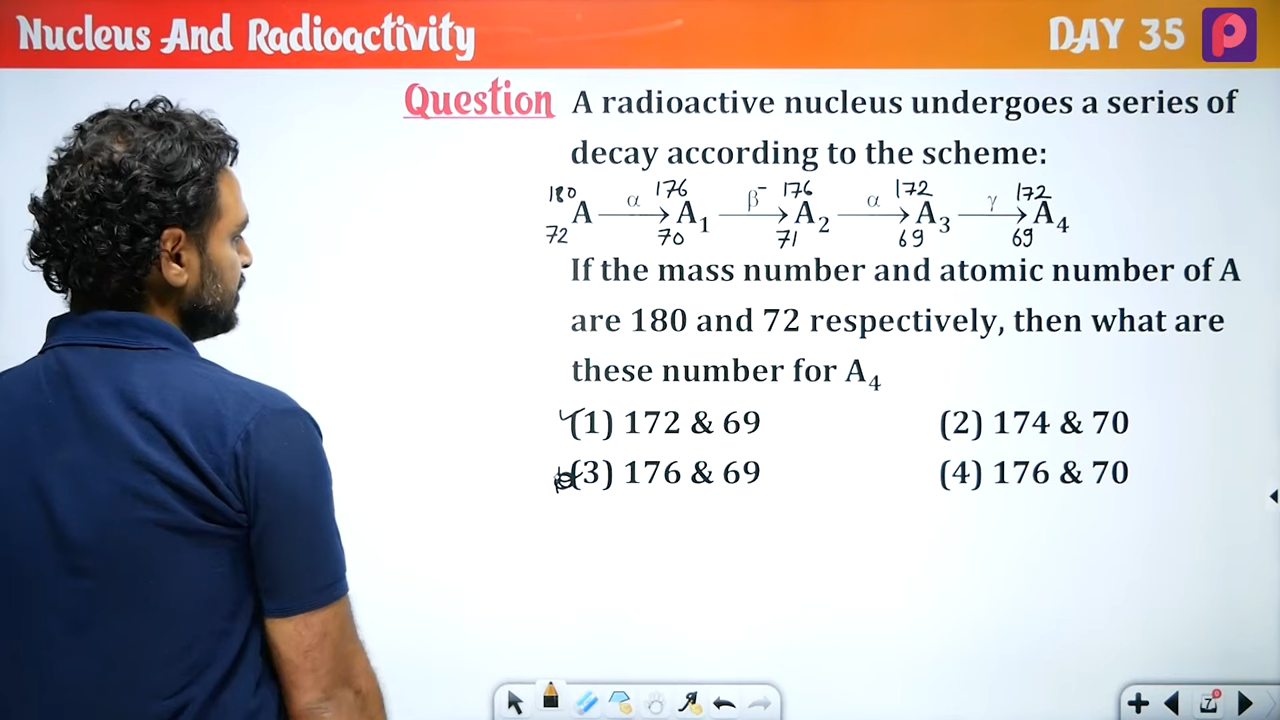 Nucleus And Radioactivity
DAY 35
Question A radioactive nucleus undergoes a series of
decay according to the scheme:
180 176 176 172 172
A α→ A₁ β⁻→ A₂ α→ A₃ γ→ A₄
72 70 71 69 69
If the mass number and atomic number of A
are 180 and 72 respectively, then what are
these number for A₄
(1) 172 & 69 (2) 174 & 70
(3) 176 & 69 (4) 176 & 70